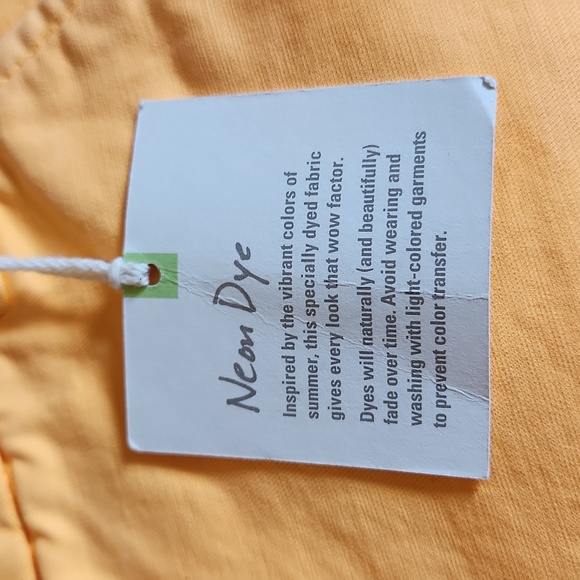 Neon Dye
Inspired by the vibrant colors of
summer, this specially dyed fabric
gives every look that wow factor.
Dyes will naturally (and beautifully)
fade over time. Avoid wearing and
washing with light-colored garments
to prevent color transfer.